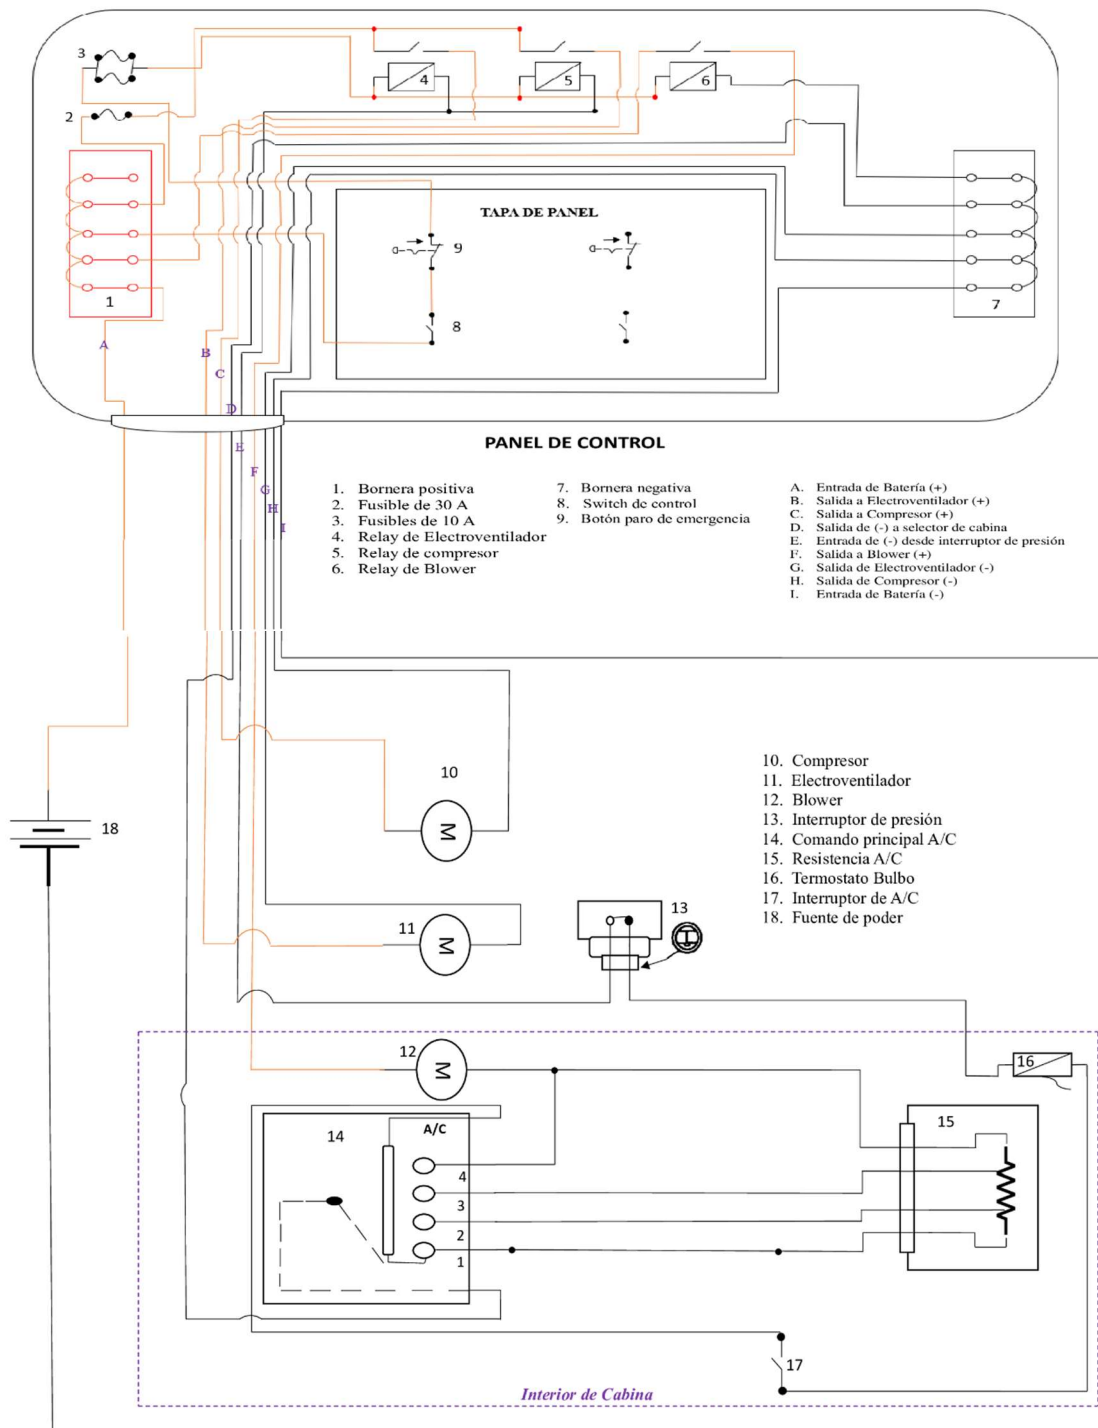 3
4
5
6
2
TAPA DE PANEL
9
8
1
7
A
B
C
D
E
F
G
H
I
PANEL DE CONTROL
1. Bornera positiva
2. Fusible de 30 A
3. Fusibles de 10 A
4. Relay de Electroventilador
5. Relay de compresor
6. Relay de Blower
7. Bornera negativa
8. Switch de control
9. Botón paro de emergencia
A. Entrada de Batería (+)
B. Salida a Electroventilador (+)
C. Salida a Compresor (+)
D. Salida de (-) a selector de cabina
E. Entrada de (-) desde interruptor de presión
F. Salida a Blower (+)
G. Salida de Electroventilador (-)
H. Salida de Compresor (-)
I. Entrada de Batería (-)
10
M
18
10. Compresor
11. Electroventilador
12. Blower
13. Interruptor de presión
14. Comando principal A/C
15. Resistencia A/C
16. Termostato Bulbo
17. Interruptor de A/C
18. Fuente de poder
11
M
13
12
M
16
14
A/C
15
4
3
2
1
17
Interior de Cabina